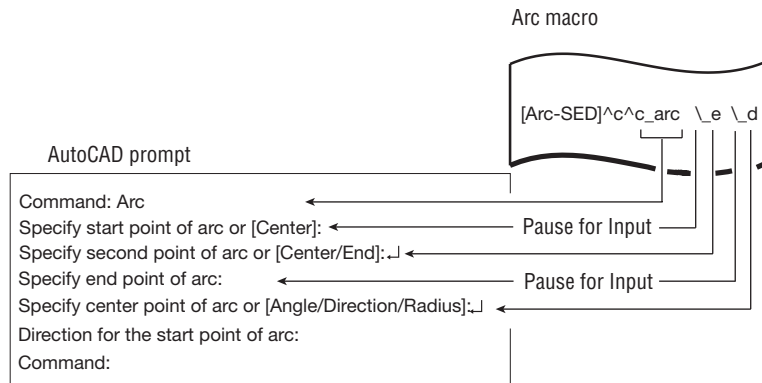 Arc macro
[Arc-SED]^c^c_arc \_e \_d
AutoCAD prompt
Command: Arc
Specify start point of arc or [Center]:
Pause for Input
Specify second point of arc or [Center/End]:↵
Specify end point of arc:
Pause for Input
Specify center point of arc or [Angle/Direction/Radius]:↵
Direction for the start point of arc:
Command: